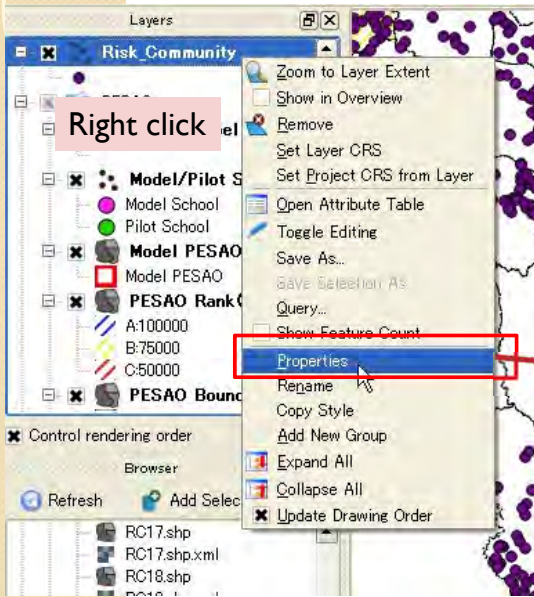 Layers
Risk_Community
Right click
Model/Pilot S
Model School
Pilot School
Model PESAO
Model PESAO
PESAO Rank(
A:100000
B:75000
C:50000
PESAO Bound
Control rendering order
Browser
Refresh
Add Selec
RC17.shp
RC17.shp.xml
RC18.shp
Zoom to Layer Extent
Show in Overview
Remove
Set Layer CRS
Set Project CRS from Layer
Open Attribute Table
Toggle Editing
Save As...
Save Selection As
Query...
Show Feature Count
Properties
Rename
Copy Style
Add New Group
Expand All
Collapse All
Update Drawing Order